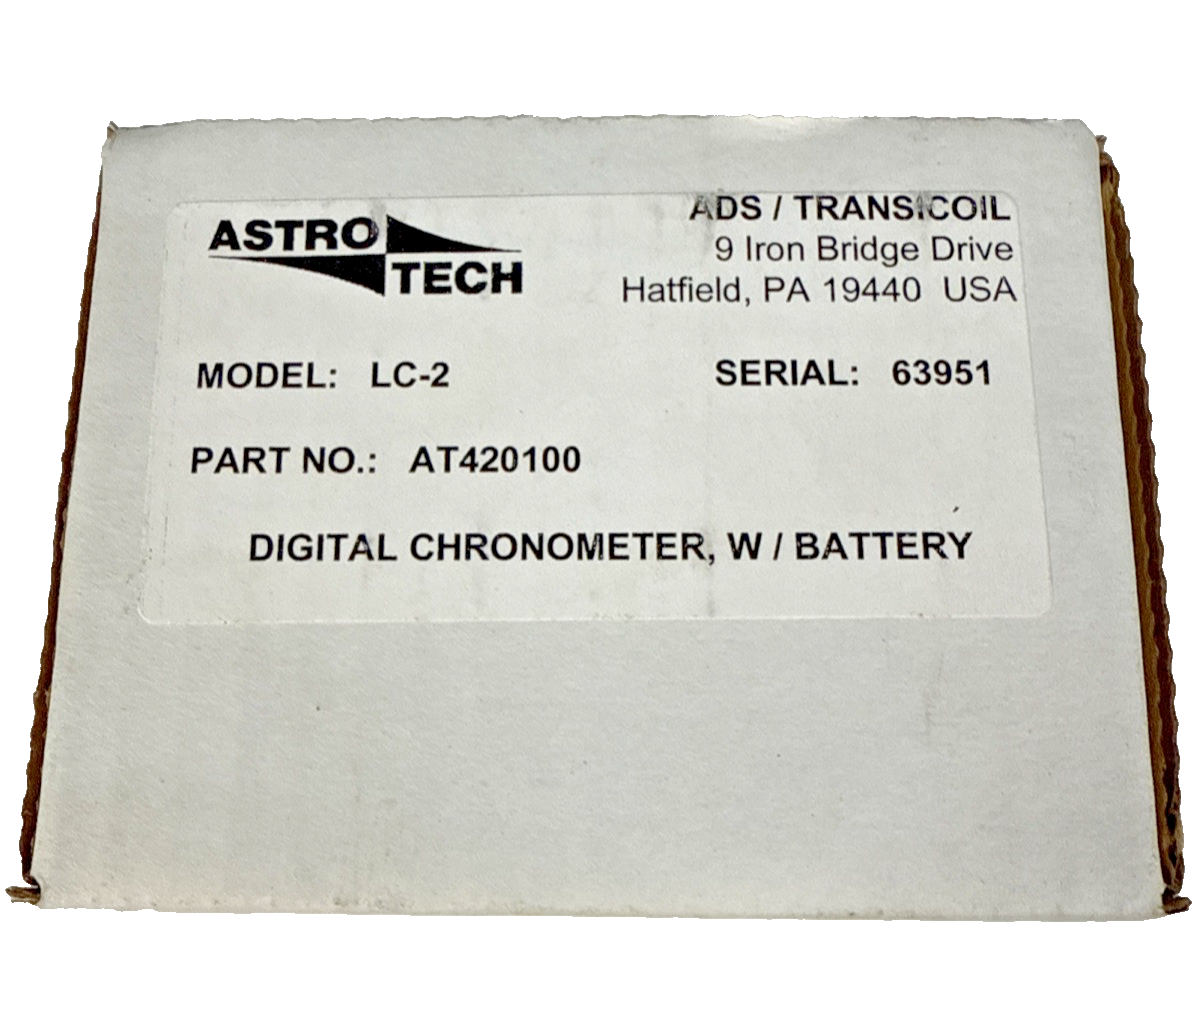 ASTRO
TECH
ADS / TRANSICOIL
9 Iron Bridge Drive
Hatfield, PA 19440 USA
MODEL: LC-2
SERIAL: 63951
PART NO.: AT420100
DIGITAL CHRONOMETER, W / BATTERY